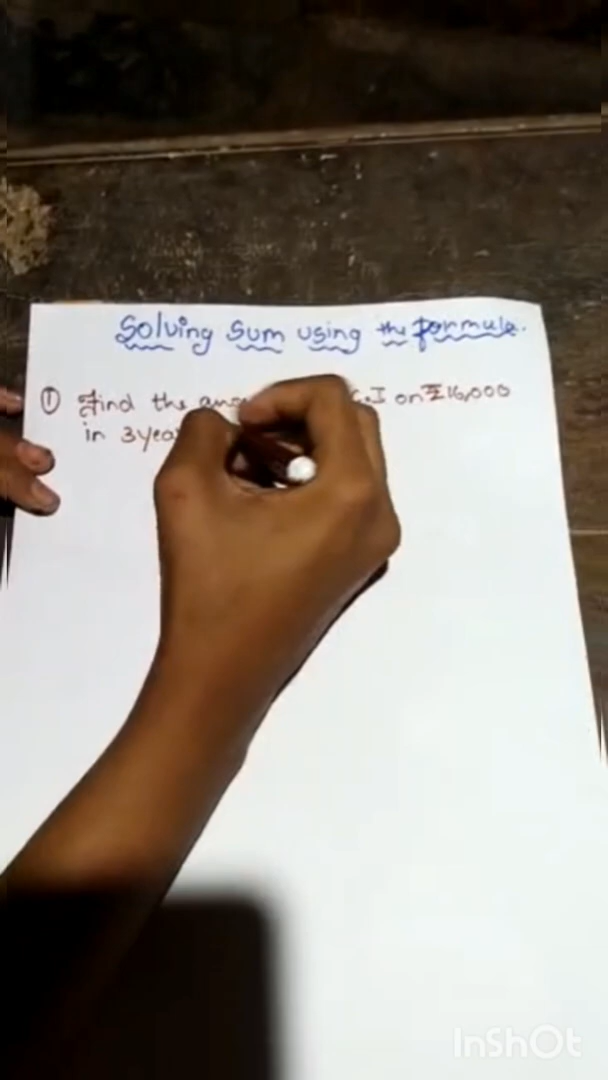 Solving Sum using the formula.
① Find the C.I on ₹16,000
in 3
InShOt